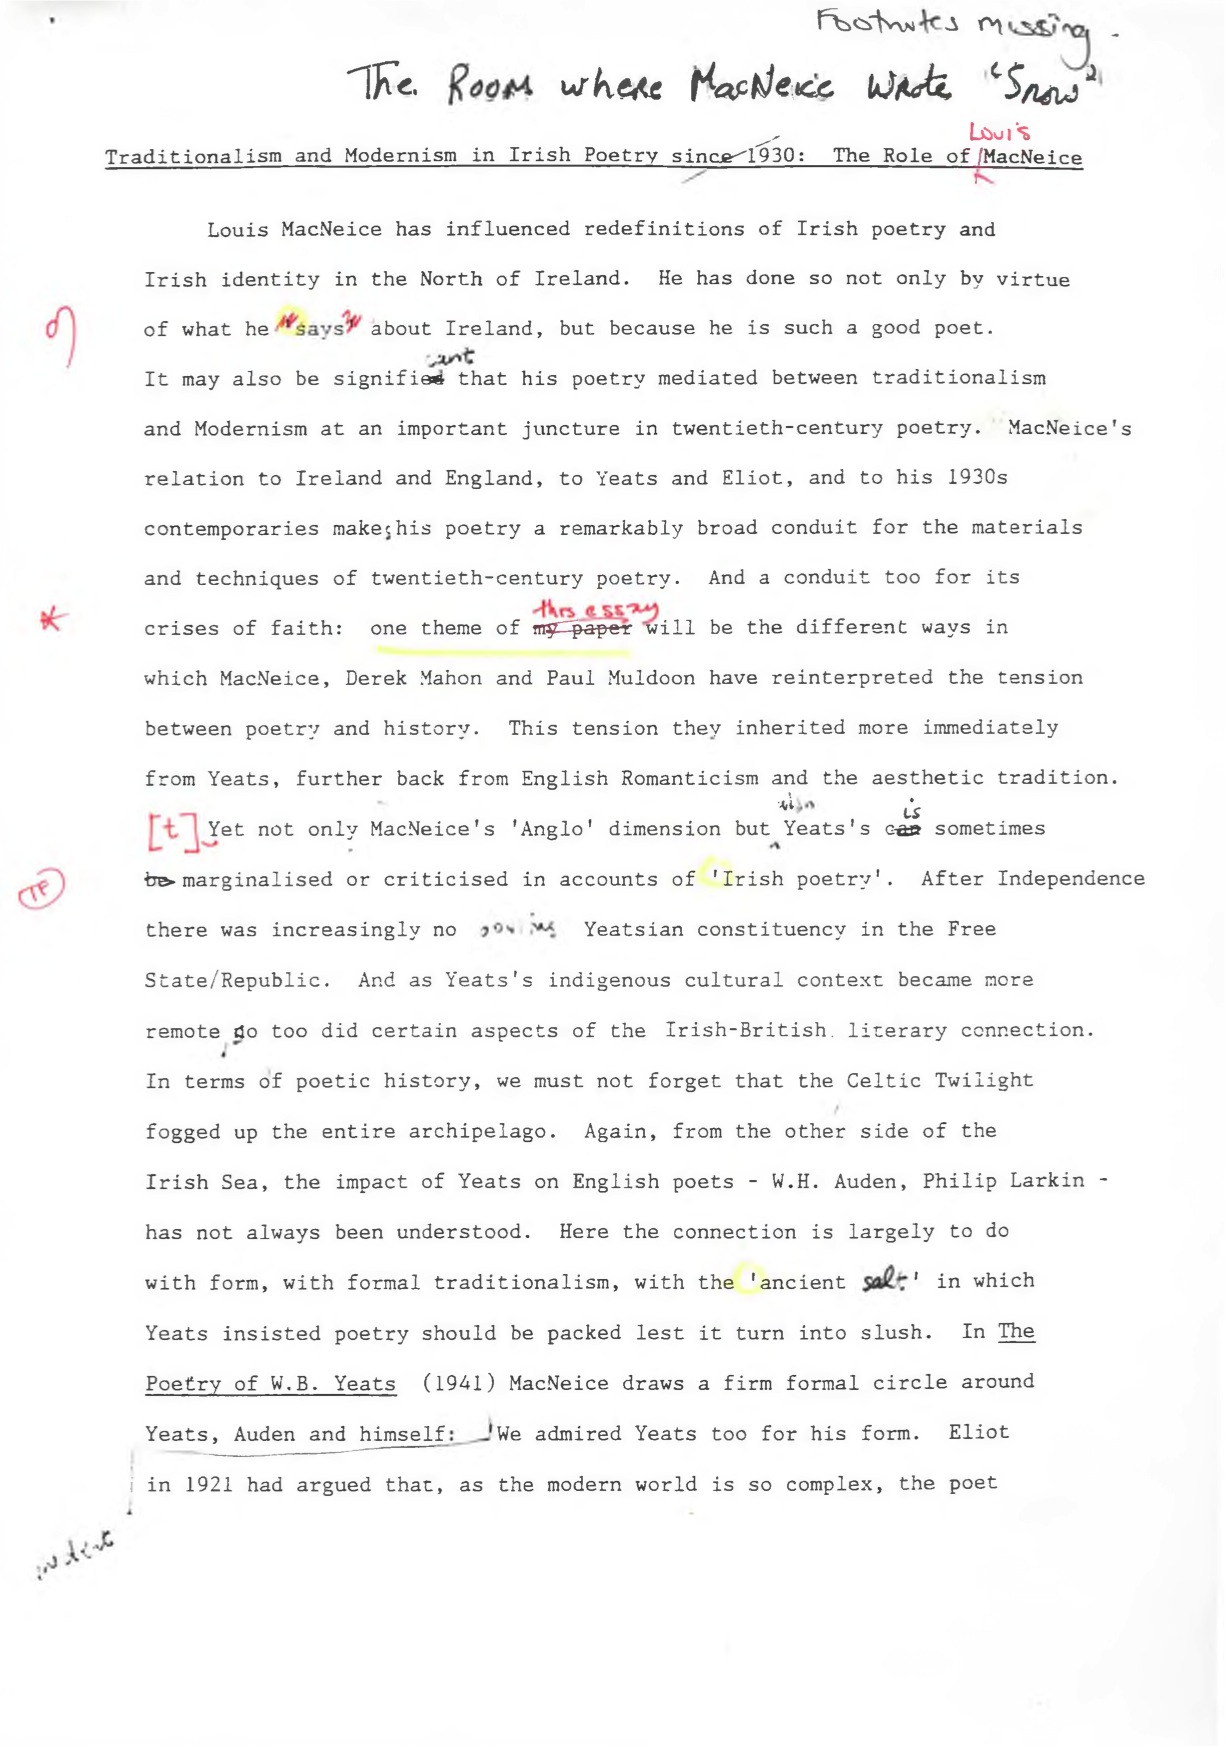 Footnotes missing.
The Room where MacNeice Wrote "Snow"
Louis
Traditionalism and Modernism in Irish Poetry since 1930: The Role of MacNeice
Louis MacNeice has influenced redefinitions of Irish poetry and
Irish identity in the North of Ireland. He has done so not only by virtue
of what he "says" about Ireland, but because he is such a good poet.
ant
It may also be signifi that his poetry mediated between traditionalism
and Modernism at an important juncture in twentieth-century poetry. MacNeice's
relation to Ireland and England, to Yeats and Eliot, and to his 1930s
contemporaries make his poetry a remarkably broad conduit for the materials
and techniques of twentieth-century poetry. And a conduit too for its
this essay
crises of faith: one theme of my paper will be the different ways in
which MacNeice, Derek Mahon and Paul Muldoon have reinterpreted the tension
between poetry and history. This tension they inherited more immediately
from Yeats, further back from English Romanticism and the aesthetic tradition.
is
[t] Yet not only MacNeice's 'Anglo' dimension but Yeats's can sometimes
TF
be marginalised or criticised in accounts of 'Irish poetry'. After Independence
there was increasingly no Yeatsian constituency in the Free
State/Republic. And as Yeats's indigenous cultural context became more
remote, so too did certain aspects of the Irish-British literary connection.
In terms of poetic history, we must not forget that the Celtic Twilight
fogged up the entire archipelago. Again, from the other side of the
Irish Sea, the impact of Yeats on English poets - W.H. Auden, Philip Larkin -
has not always been understood. Here the connection is largely to do
with form, with formal traditionalism, with the 'ancient salt' in which
Yeats insisted poetry should be packed lest it turn into slush. In The
Poetry of W.B. Yeats (1941) MacNeice draws a firm formal circle around
Yeats, Auden and himself: 'We admired Yeats too for his form. Eliot
in 1921 had argued that, as the modern world is so complex, the poet
indent